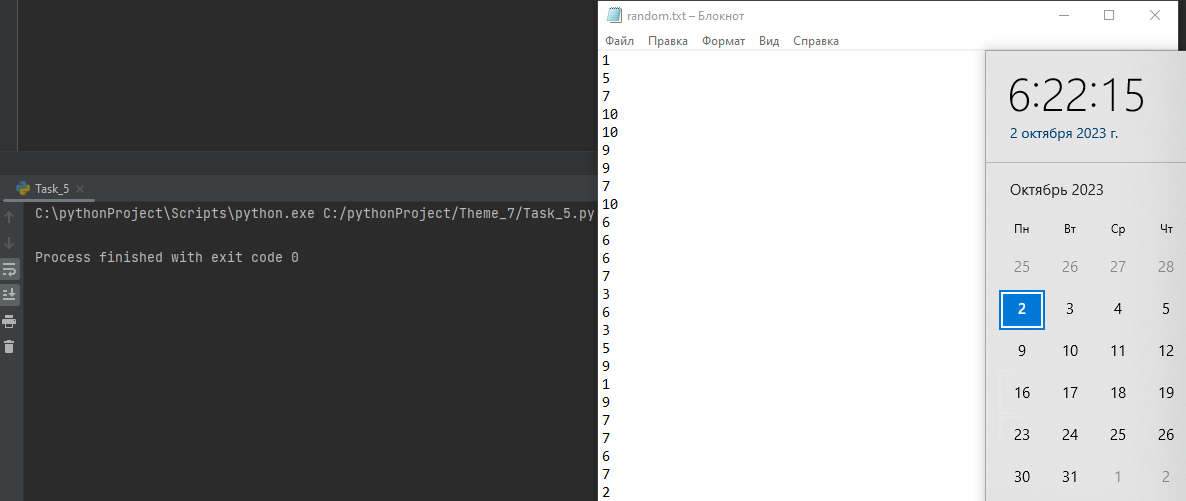 Task_5
C:\pythonProject\Scripts\python.exe C:/pythonProject/Theme_7/Task_5.py
Process finished with exit code 0
random.txt – Блокнот
Файл Правка Формат Вид Справка
1
5
7
10
10
9
9
7
10
6
6
6
7
3
6
3
5
9
1
9
7
7
6
7
2
6:22:15
2 октября 2023 г.
Октябрь 2023
Пн Вт Ср Чт
25 26 27 28
2 3 4 5
9 10 11 12
16 17 18 19
23 24 25 26
30 31 1 2